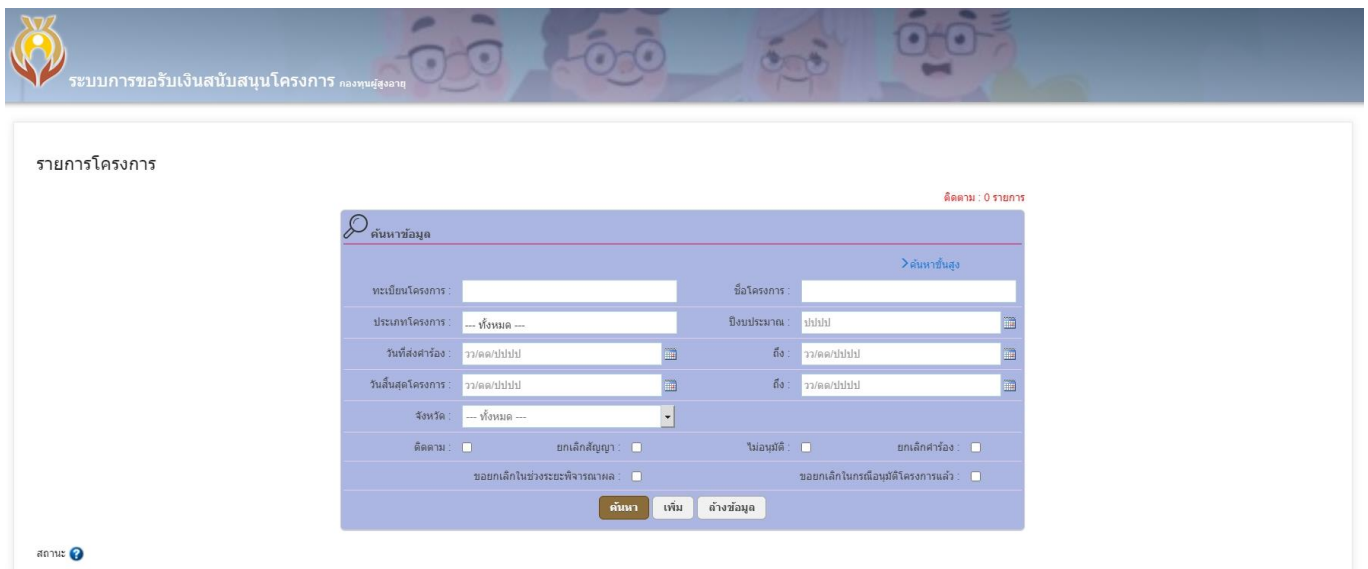 ระบบการขอรับเงินสนับสนุนโครงการ กองทุนผู้สูงอายุ
รายการโครงการ
ติดตาม : 0 รายการ
ค้นหาข้อมูล
ค้นหาขั้นสูง
ทะเบียนโครงการ : ชื่อโครงการ :
ประเภทโครงการ : --- ทั้งหมด --- ปีงบประมาณ : ปปปป
วันที่ส่งคำร้อง : วว/ดด/ปปปป ถึง : วว/ดด/ปปปป
วันสิ้นสุดโครงการ : วว/ดด/ปปปป ถึง : วว/ดด/ปปปป
จังหวัด : --- ทั้งหมด ---
ติดตาม : ยกเลิกสัญญา : ไม่อนุมัติ : ยกเลิกคำร้อง :
ขอยกเลิกในช่วงระยะพิจารณาผล : ขอยกเลิกในกรณีอนุมัติโครงการแล้ว :
ค้นหา เพิ่ม ล้างข้อมูล
สถานะ ?